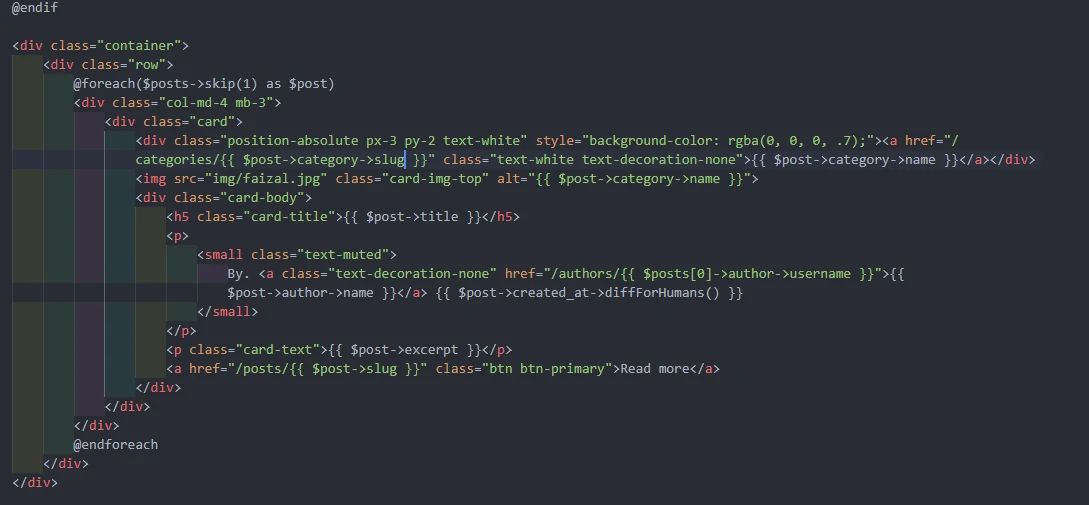 @endif
<div class="container">
<div class="row">
@foreach($posts->skip(1) as $post)
<div class="col-md-4 mb-3">
<div class="card">
<div class="position-absolute px-3 py-2 text-white" style="background-color: rgba(0, 0, 0, .7);"><a href="/
categories/{{ $post->category->slug }}" class="text-white text-decoration-none">{{ $post->category->name }}</a></div>
<img src="img/faizal.jpg" class="card-img-top" alt="{{ $post->category->name }}">
<div class="card-body">
<h5 class="card-title">{{ $post->title }}</h5>
<p>
<small class="text-muted">
By. <a class="text-decoration-none" href="/authors/{{ $posts[0]->author->username }}">{{
$post->author->name }}</a> {{ $post->created_at->diffForHumans() }}
</small>
</p>
<p class="card-text">{{ $post->excerpt }}</p>
<a href="/posts/{{ $post->slug }}" class="btn btn-primary">Read more</a>
</div>
</div>
</div>
@endforeach
</div>
</div>